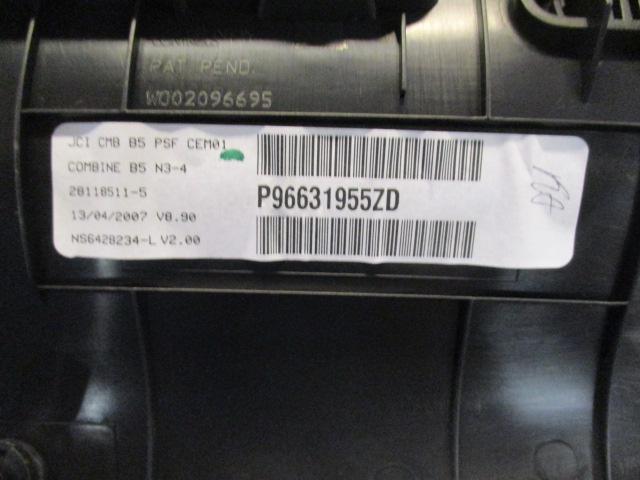 PAT PEND.
W002096695
JCI CMB B5 PSF CEM01
COMBINE B5 N3-4
28118511-5
13/04/2007 V8.90
NS6428234-L V2.00
P96631955ZD